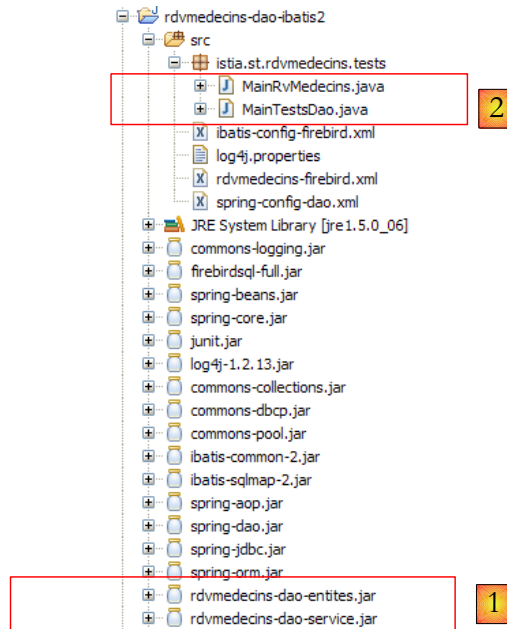 rdvmedecins-dao-ibatis2
src
istia.st.rdvmedecins.tests
MainRvMedecins.java
MainTestsDao.java
2
ibatis-config-firebird.xml
log4j.properties
rdvmedecins-firebird.xml
spring-config-dao.xml
JRE System Library [jre1.5.0_06]
commons-logging.jar
firebirdsql-full.jar
spring-beans.jar
spring-core.jar
junit.jar
log4j-1.2.13.jar
commons-collections.jar
commons-dbcp.jar
commons-pool.jar
ibatis-common-2.jar
ibatis-sqlmap-2.jar
spring-aop.jar
spring-dao.jar
spring-jdbc.jar
spring-orm.jar
rdvmedecins-dao-entites.jar
1
rdvmedecins-dao-service.jar